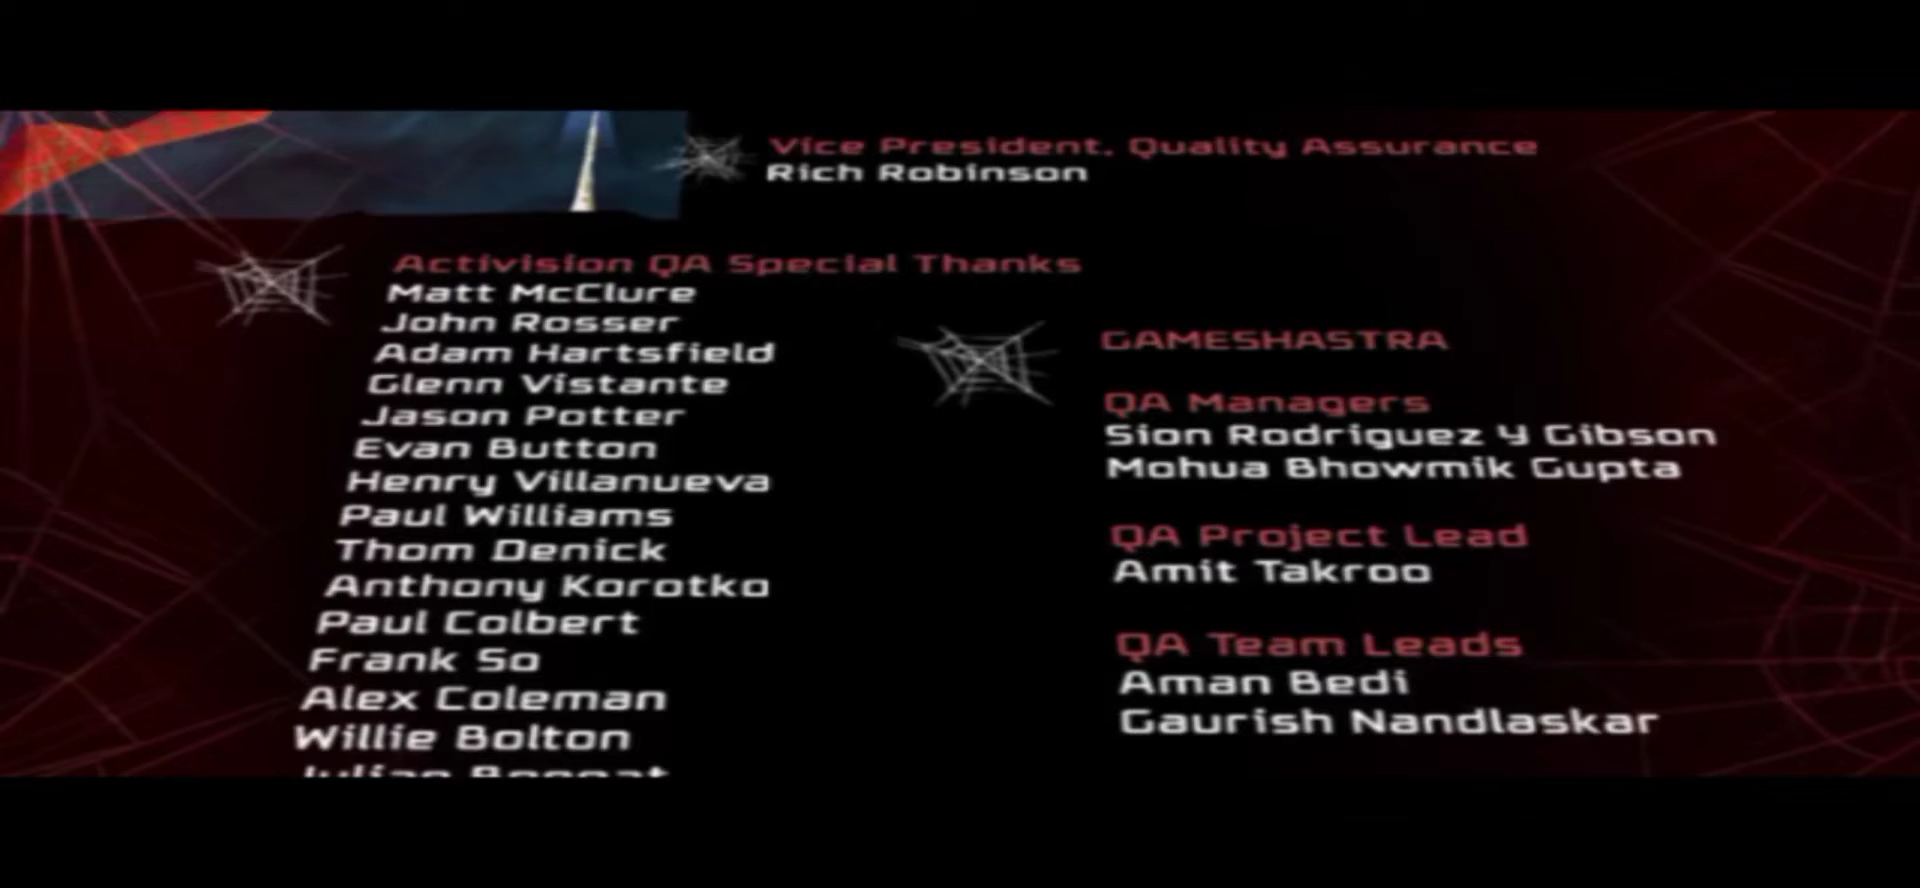 Vice President, Quality Assurance
Rich Robinson
Activision QA Special Thanks
Matt McClure
John Rosser
Adam Hartsfield
Glenn Vistante
Jason Potter
Evan Button
Henry Villanueva
Paul Williams
Thom Denick
Anthony Korotko
Paul Colbert
Frank So
Alex Coleman
Willie Bolton
GAMESHASTRA
QA Managers
Sion Rodriguez Y Gibson
Mohua Bhowmik Gupta
QA Project Lead
Amit Takroo
QA Team Leads
Aman Bedi
Gaurish Nandlaskar